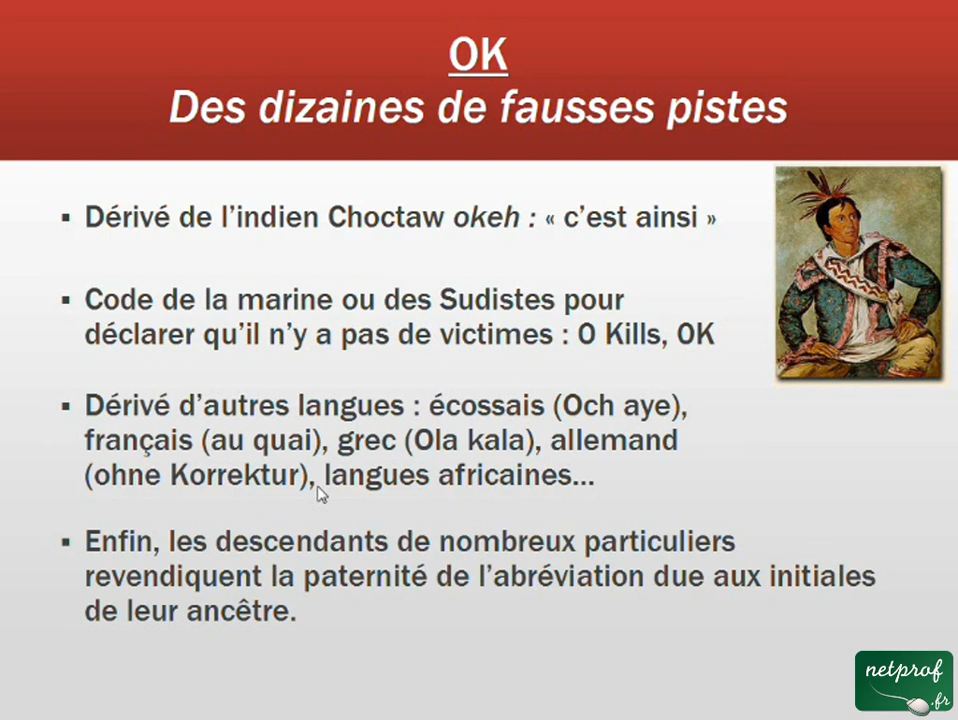 OK
Des dizaines de fausses pistes
▪ Dérivé de l'indien Choctaw okeh : « c'est ainsi »
▪ Code de la marine ou des Sudistes pour
déclarer qu'il n'y a pas de victimes : 0 Kills, 0K
▪ Dérivé d'autres langues : écossais (Och aye),
français (au quai), grec (Ola kala), allemand
(ohne Korrektur), langues africaines...
▪ Enfin, les descendants de nombreux particuliers
revendiquent la paternité de l'abréviation due aux initiales
de leur ancêtre.
netprof
.fr